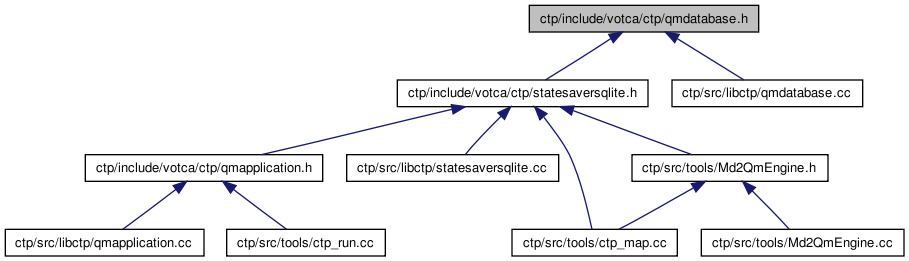 ctp/include/votca/ctp/qmdatabase.h
ctp/include/votca/ctp/statesaversqlite.h
ctp/src/libctp/qmdatabase.cc
ctp/include/votca/ctp/qmapplication.h
ctp/src/libctp/statesaversqlite.cc
ctp/src/tools/Md2QmEngine.h
ctp/src/libctp/qmapplication.cc
ctp/src/tools/ctp_run.cc
ctp/src/tools/ctp_map.cc
ctp/src/tools/Md2QmEngine.cc